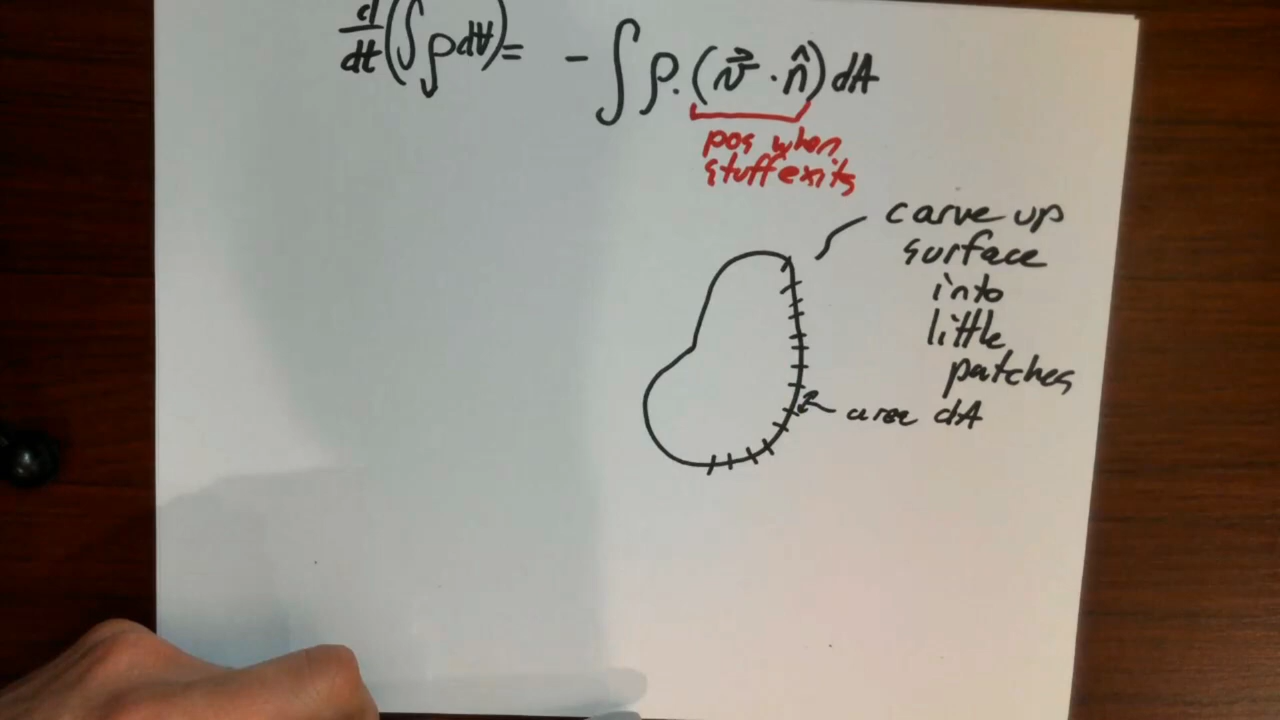 d/dt (∫ρdV) = - ∫ρ·(v⃗ · n̂) dA
pos when
stuff exits
carve up
surface
into
little
patches
area dA